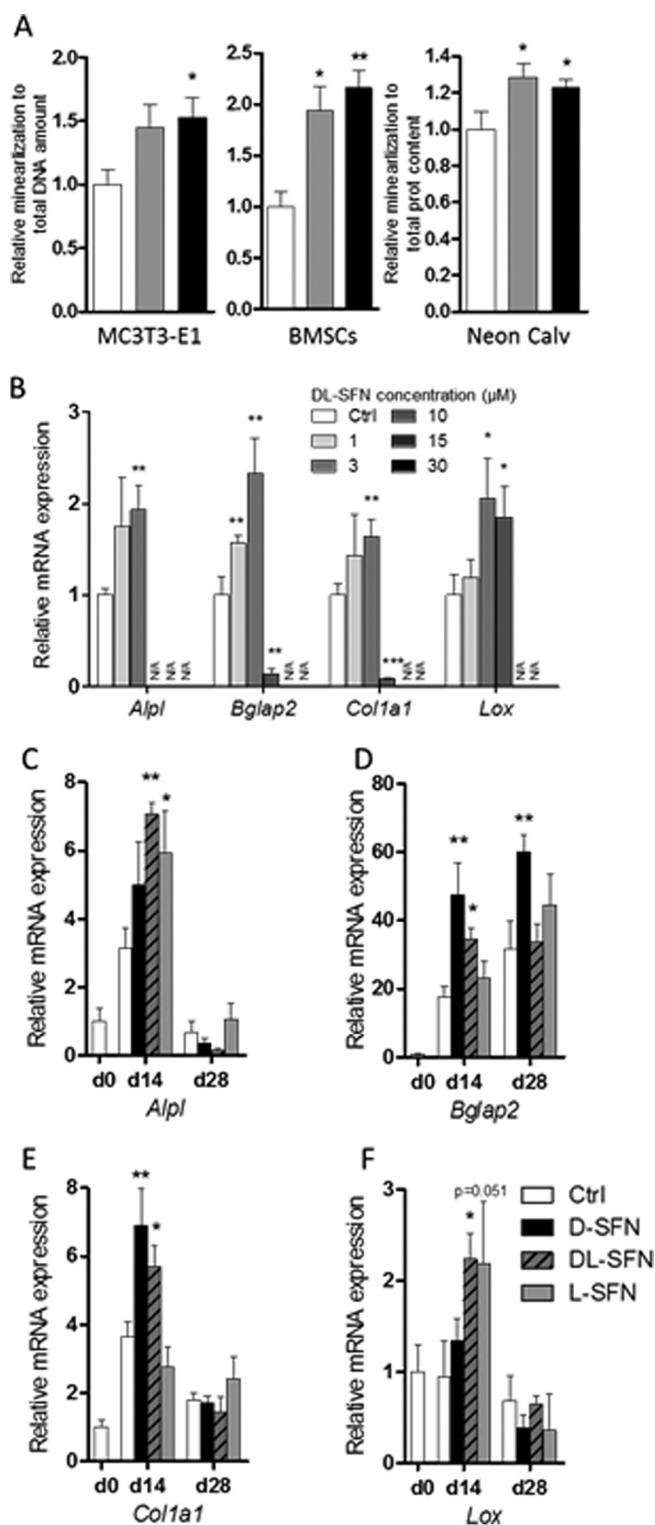 A
Relative minearlization to
total DNA amount
2.0
1.5
1.0
0.5
0.0
*
MC3T3-E1
2.5
2.0
1.5
1.0
0.5
0.0
*
**
BMSCs
Relative minearlization to
total prot content
1.4
1.2
1.0
0.8
0.6
0.4
0.2
0.0
*
*
Neon Calv
B
Relative mRNA expression
3
2
1
0
DL-SFN concentration (µM)
Ctrl
1
3
10
15
30
**
N/A
N/A
N/A
Alpl
**
**
**
N/A
N/A
Bglap2
**
***
N/A
N/A
Col1a1
*
*
N/A
N/A
Lox
C
Relative mRNA expression
8
6
4
2
0
**
*
d0
d14
d28
Alpl
D
Relative mRNA expression
80
60
40
20
0
**
*
**
d0
d14
d28
Bglap2
E
Relative mRNA expression
8
6
4
2
0
**
*
d0
d14
d28
Col1a1
F
Relative mRNA expression
3
2
1
0
p=0.051
*
Ctrl
D-SFN
DL-SFN
L-SFN
d0
d14
d28
Lox